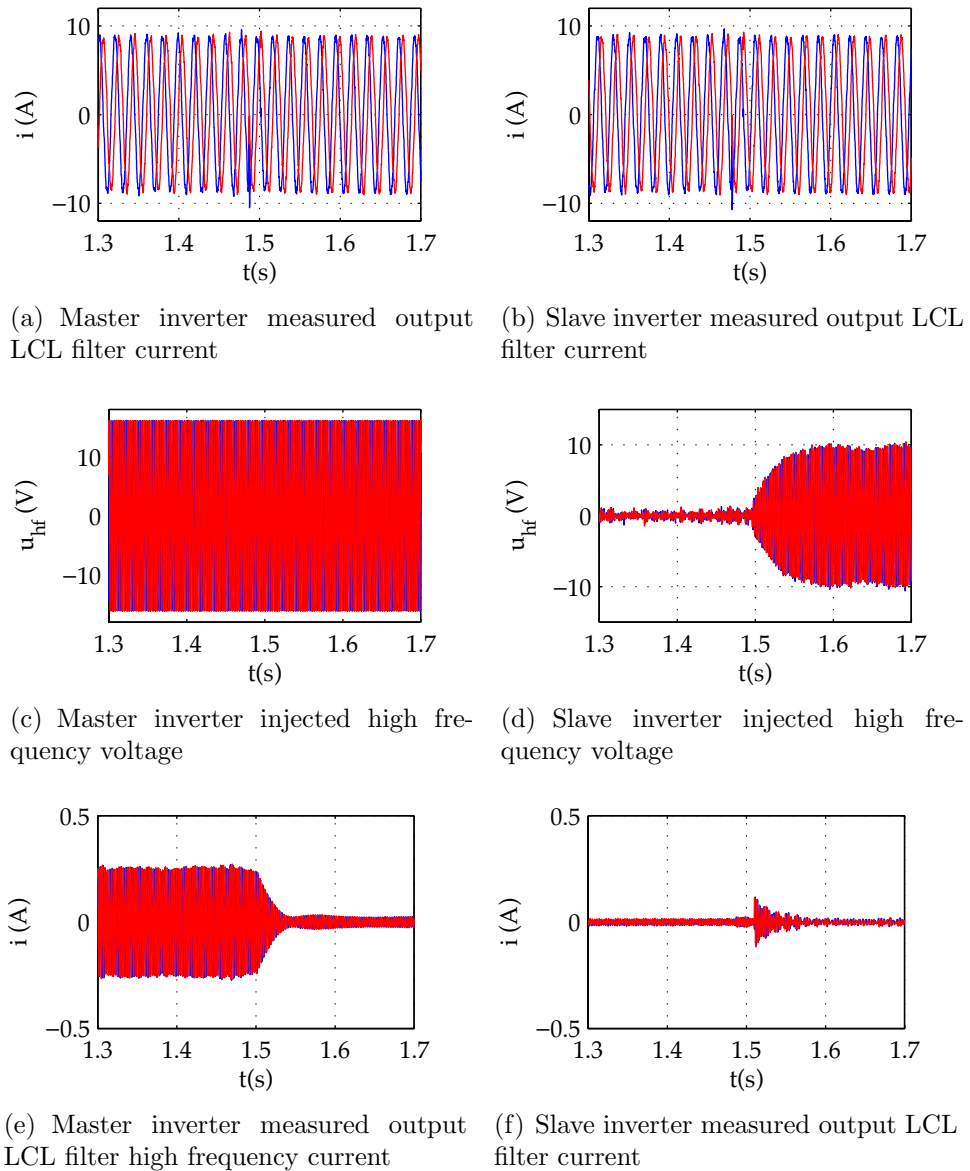 10
0
−10
i (A)
1.3 1.4 1.5 1.6 1.7
t(s)
(a) Master inverter measured output
LCL filter current
10
0
−10
i (A)
1.3 1.4 1.5 1.6 1.7
t(s)
(b) Slave inverter measured output LCL
filter current
10
0
−10
u_hf (V)
1.3 1.4 1.5 1.6 1.7
t(s)
(c) Master inverter injected high fre-
quency voltage
10
0
−10
u_hf (V)
1.3 1.4 1.5 1.6 1.7
t(s)
(d) Slave inverter injected high fre-
quency voltage
0.5
0
−0.5
i (A)
1.3 1.4 1.5 1.6 1.7
t(s)
(e) Master inverter measured output
LCL filter high frequency current
0.5
0
−0.5
i (A)
1.3 1.4 1.5 1.6 1.7
t(s)
(f) Slave inverter measured output LCL
filter current